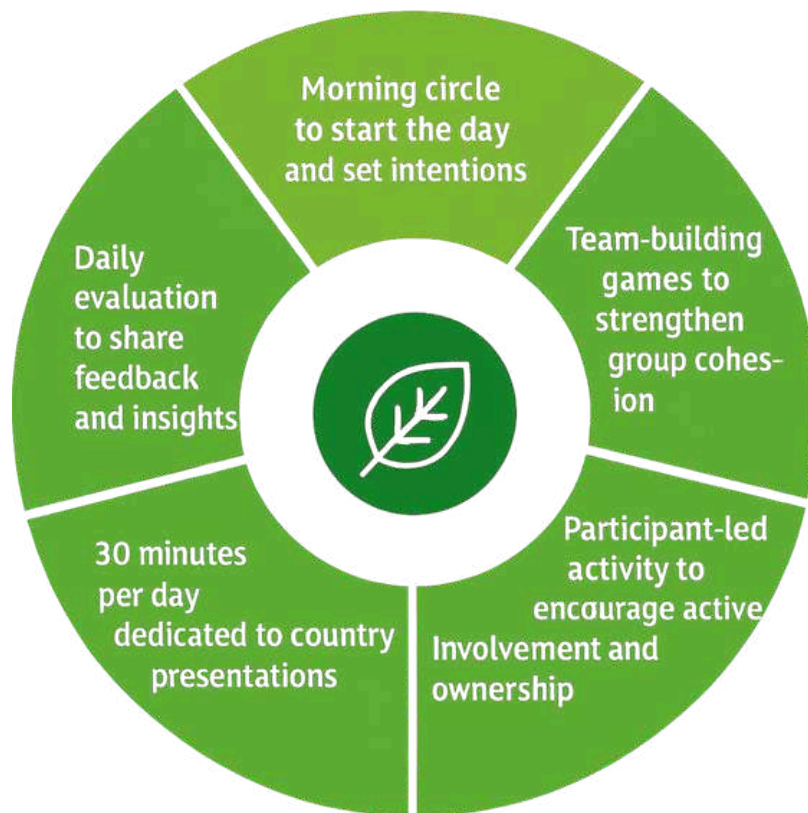 Morning circle
to start the day
and set intentions
Team-building
games to
strengthen
group cohes-
ion
Participant-led
activity to
encourage active
Involvement and
ownership
30 minutes
per day
dedicated to country
presentations
Daily
evaluation
to share
feedback
and insights